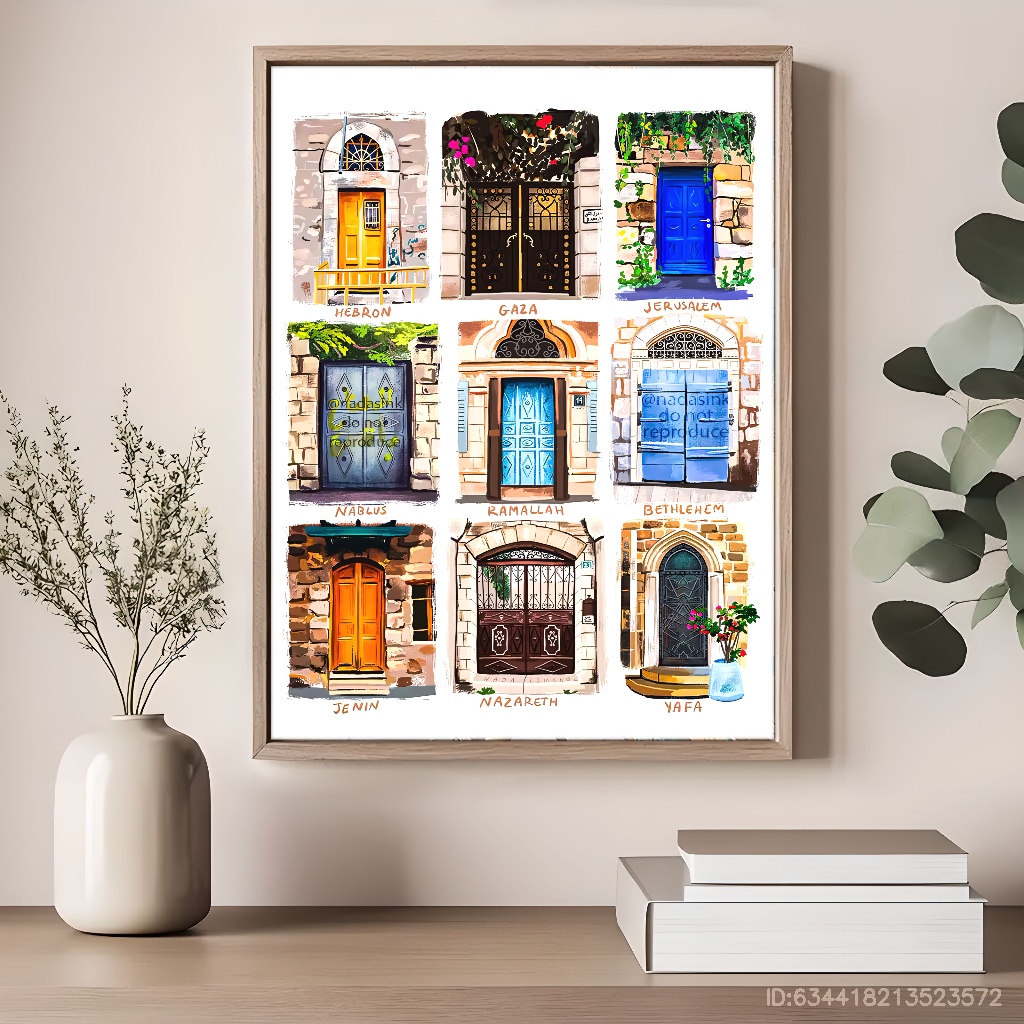 HEBRON
GAZA
JERUSALEM
@nadasink
do not
reproduce
@nadasink
do not
reproduce
14
NABLUS
RAMALLAH
BETHLEHEM
JENIN
NAZARETH
YAFA
ID:634418213523572